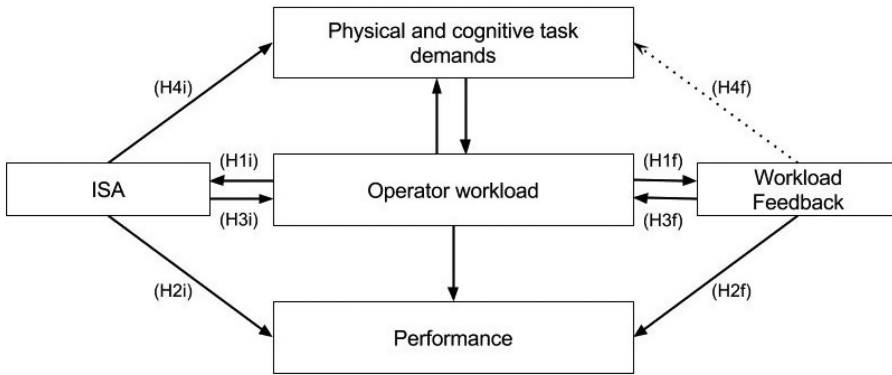 Physical and cognitive task
demands
(H4i)
(H4f)
(H1i)
(H1f)
ISA
Operator workload
Workload
Feedback
(H3i)
(H3f)
(H2i)
(H2f)
Performance